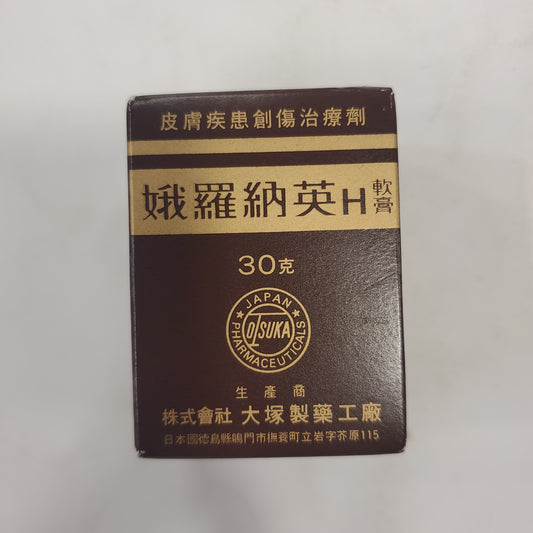 皮膚疾患創傷治療劑
娥羅納英H軟膏
30克
JAPAN
OTSUKA
PHARMACEUTICALS
生產商
株式會社 大塚製藥工廠
日本國德島縣鳴門市撫養町立岩字芥原115